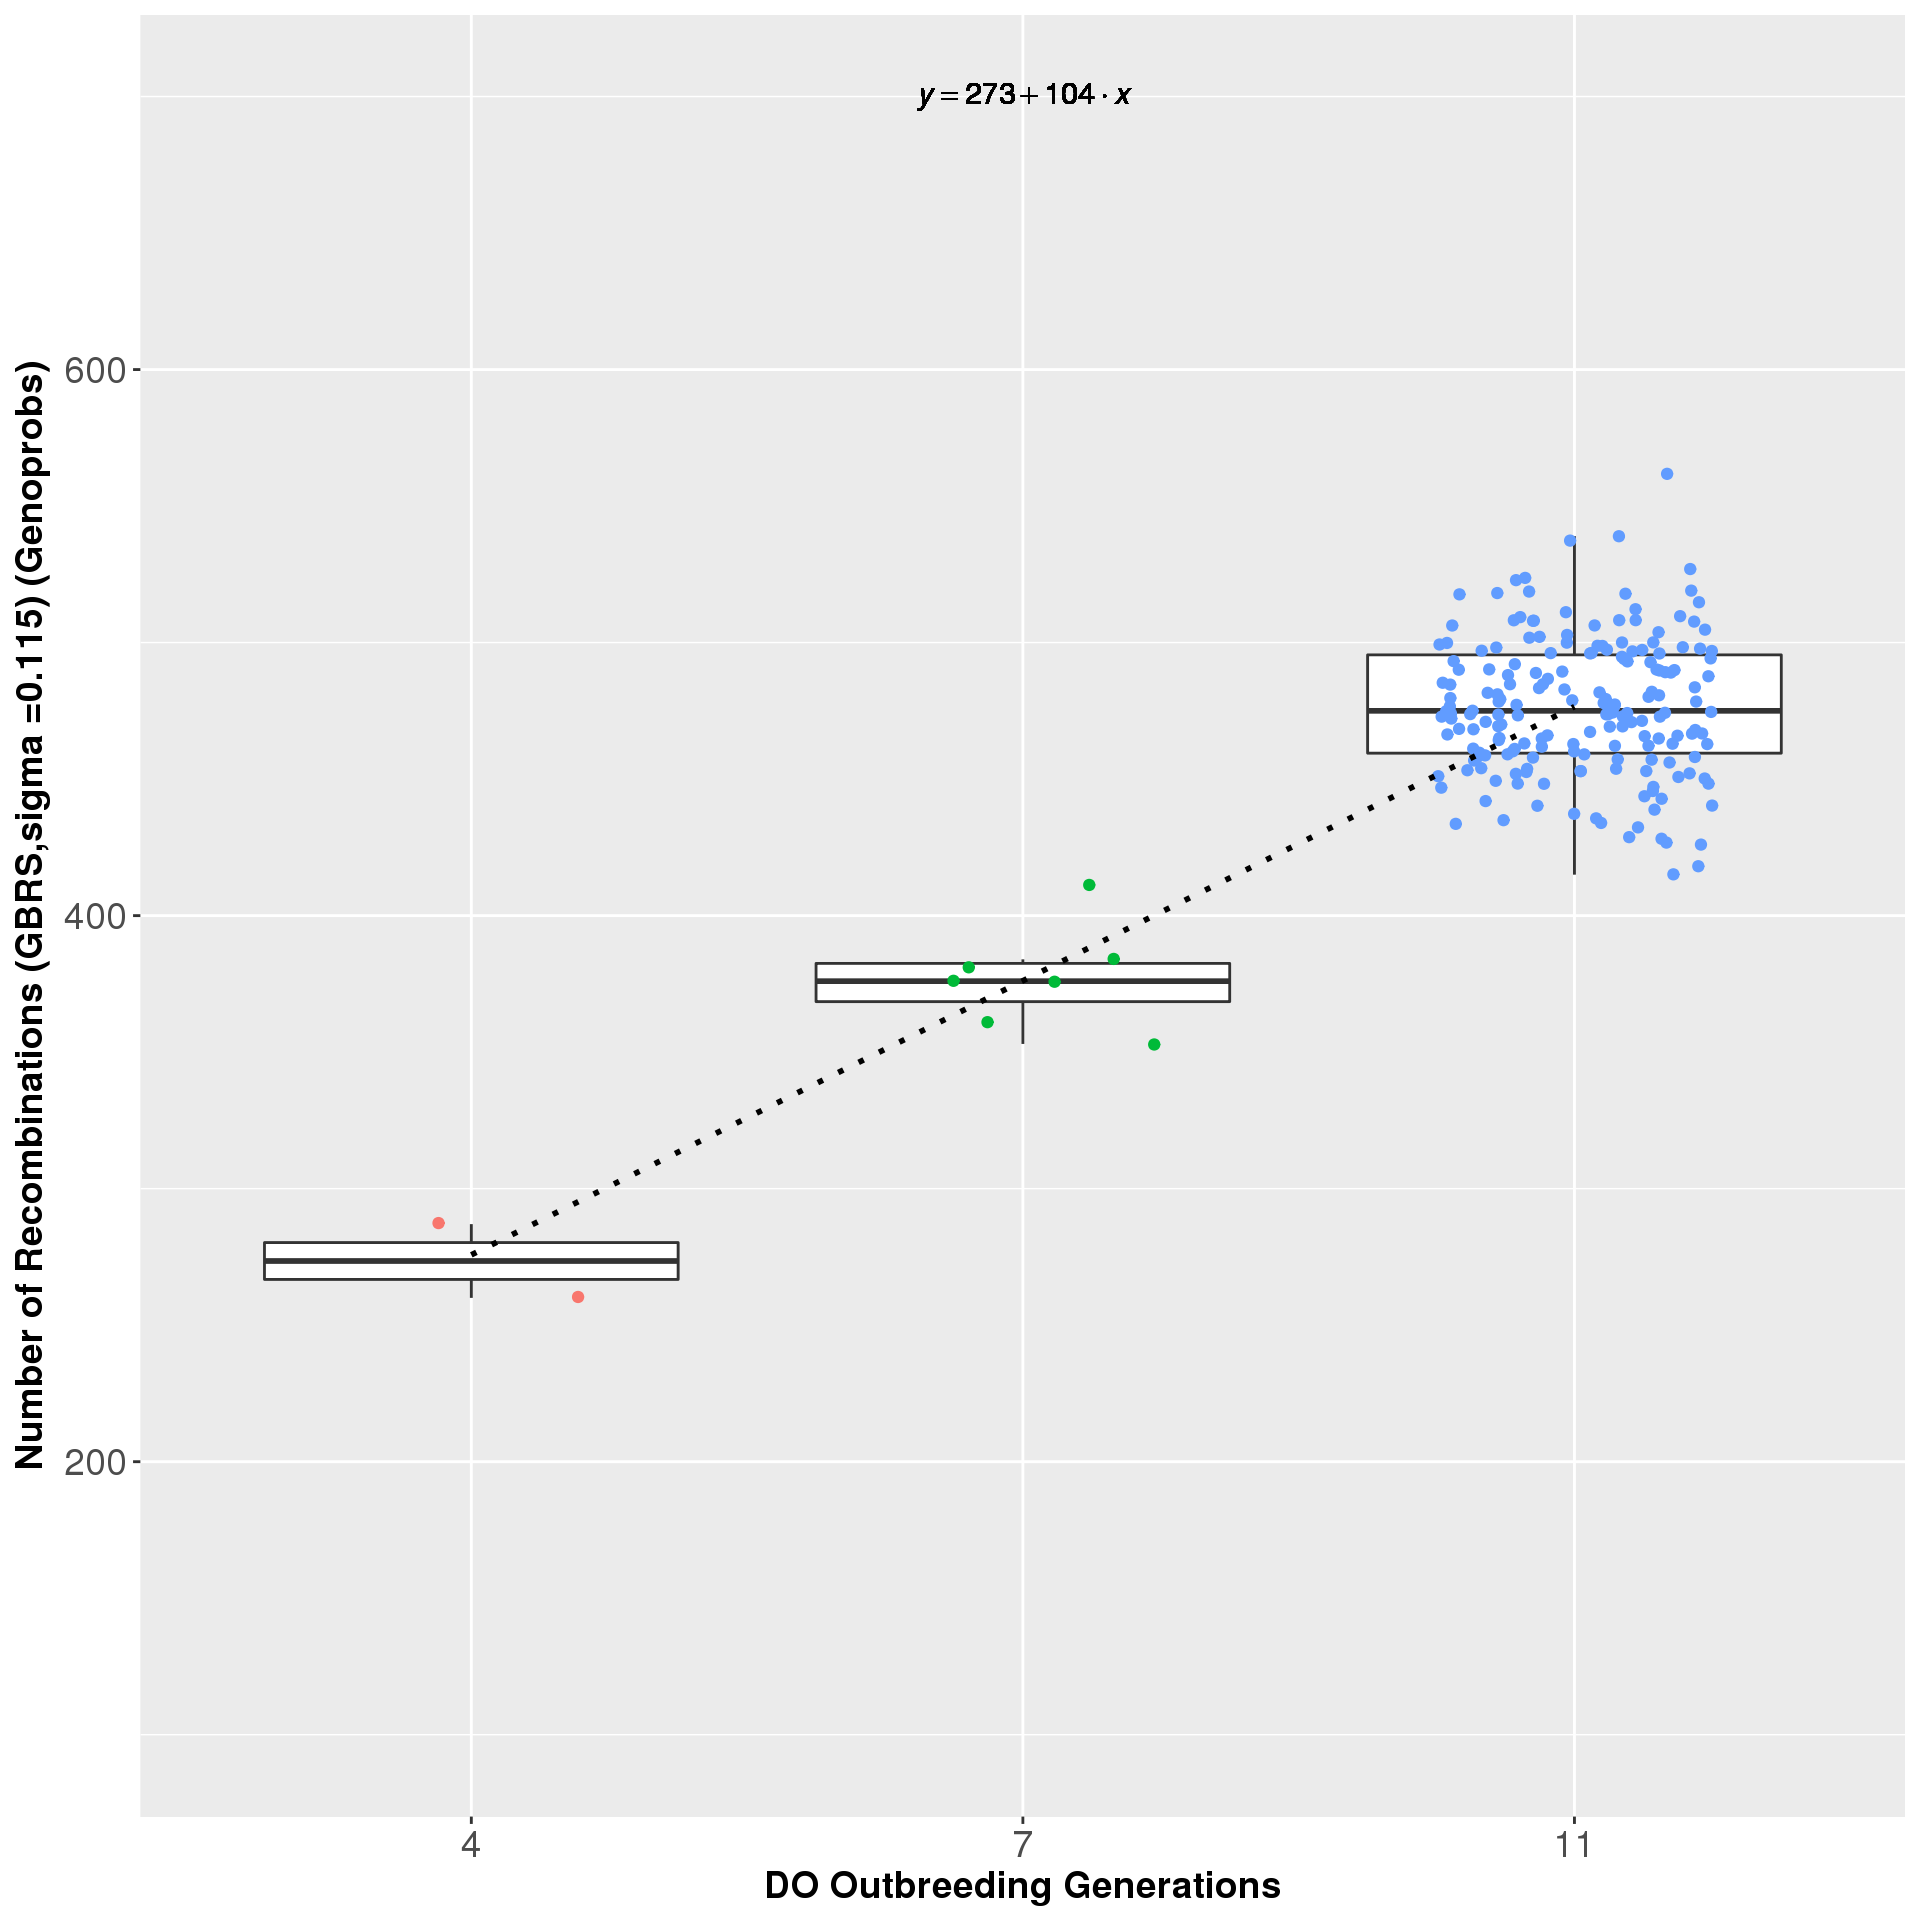 y = 273 + 104 · x
Number of Recombinations (GBRS,sigma =0.115) (Genoprobs)
600
400
200
4 7 11
DO Outbreeding Generations